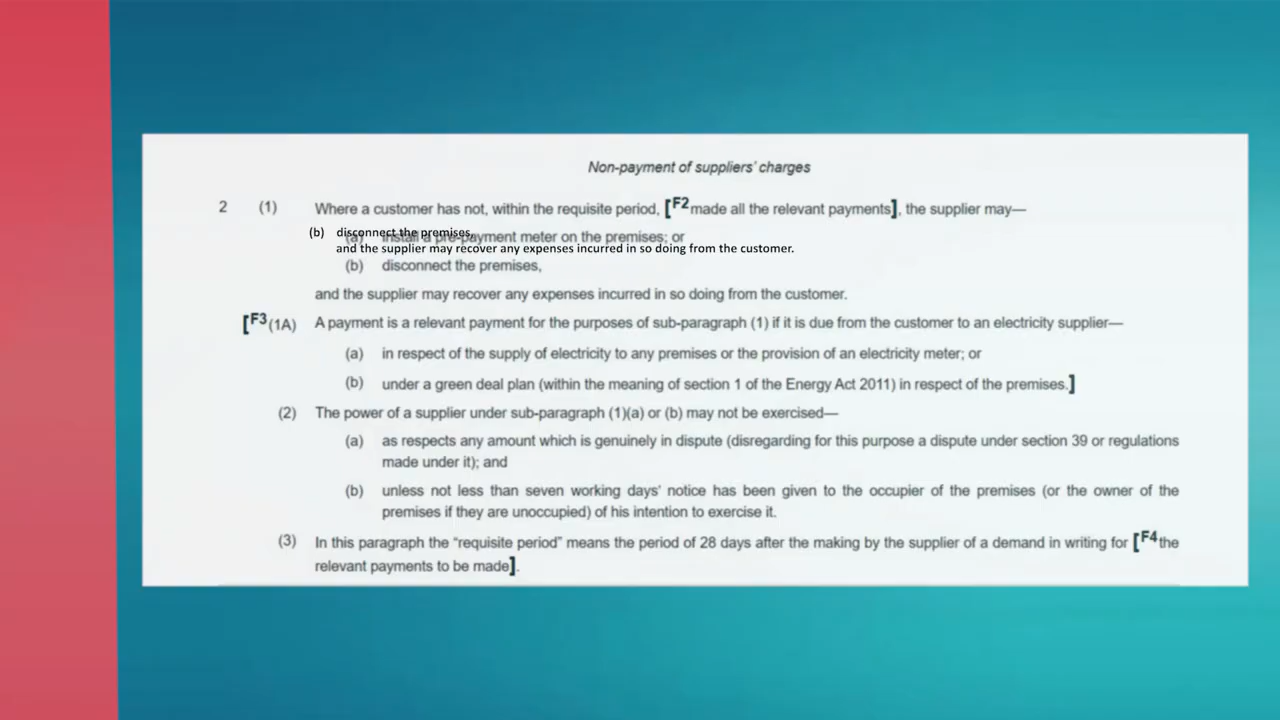 Non-payment of suppliers' charges
2 (1) Where a customer has not, within the requisite period, [F2made all the relevant payments], the supplier may—
(b) disconnect the premises,
(a) install a pre-payment meter on the premises; or
and the supplier may recover any expenses incurred in so doing from the customer.
(b) disconnect the premises,
and the supplier may recover any expenses incurred in so doing from the customer.
[F3(1A) A payment is a relevant payment for the purposes of sub-paragraph (1) if it is due from the customer to an electricity supplier—
(a) in respect of the supply of electricity to any premises or the provision of an electricity meter; or
(b) under a green deal plan (within the meaning of section 1 of the Energy Act 2011) in respect of the premises.]
(2) The power of a supplier under sub-paragraph (1)(a) or (b) may not be exercised—
(a) as respects any amount which is genuinely in dispute (disregarding for this purpose a dispute under section 39 or regulations
made under it); and
(b) unless not less than seven working days' notice has been given to the occupier of the premises (or the owner of the
premises if they are unoccupied) of his intention to exercise it.
(3) In this paragraph the “requisite period” means the period of 28 days after the making by the supplier of a demand in writing for [F4the
relevant payments to be made].